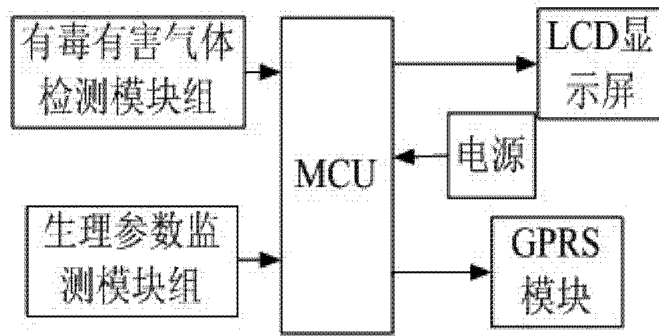 有毒有害气体
检测模块组
生理参数监
测模块组
MCU
LCD显
示屏
电源
GPRS
模块